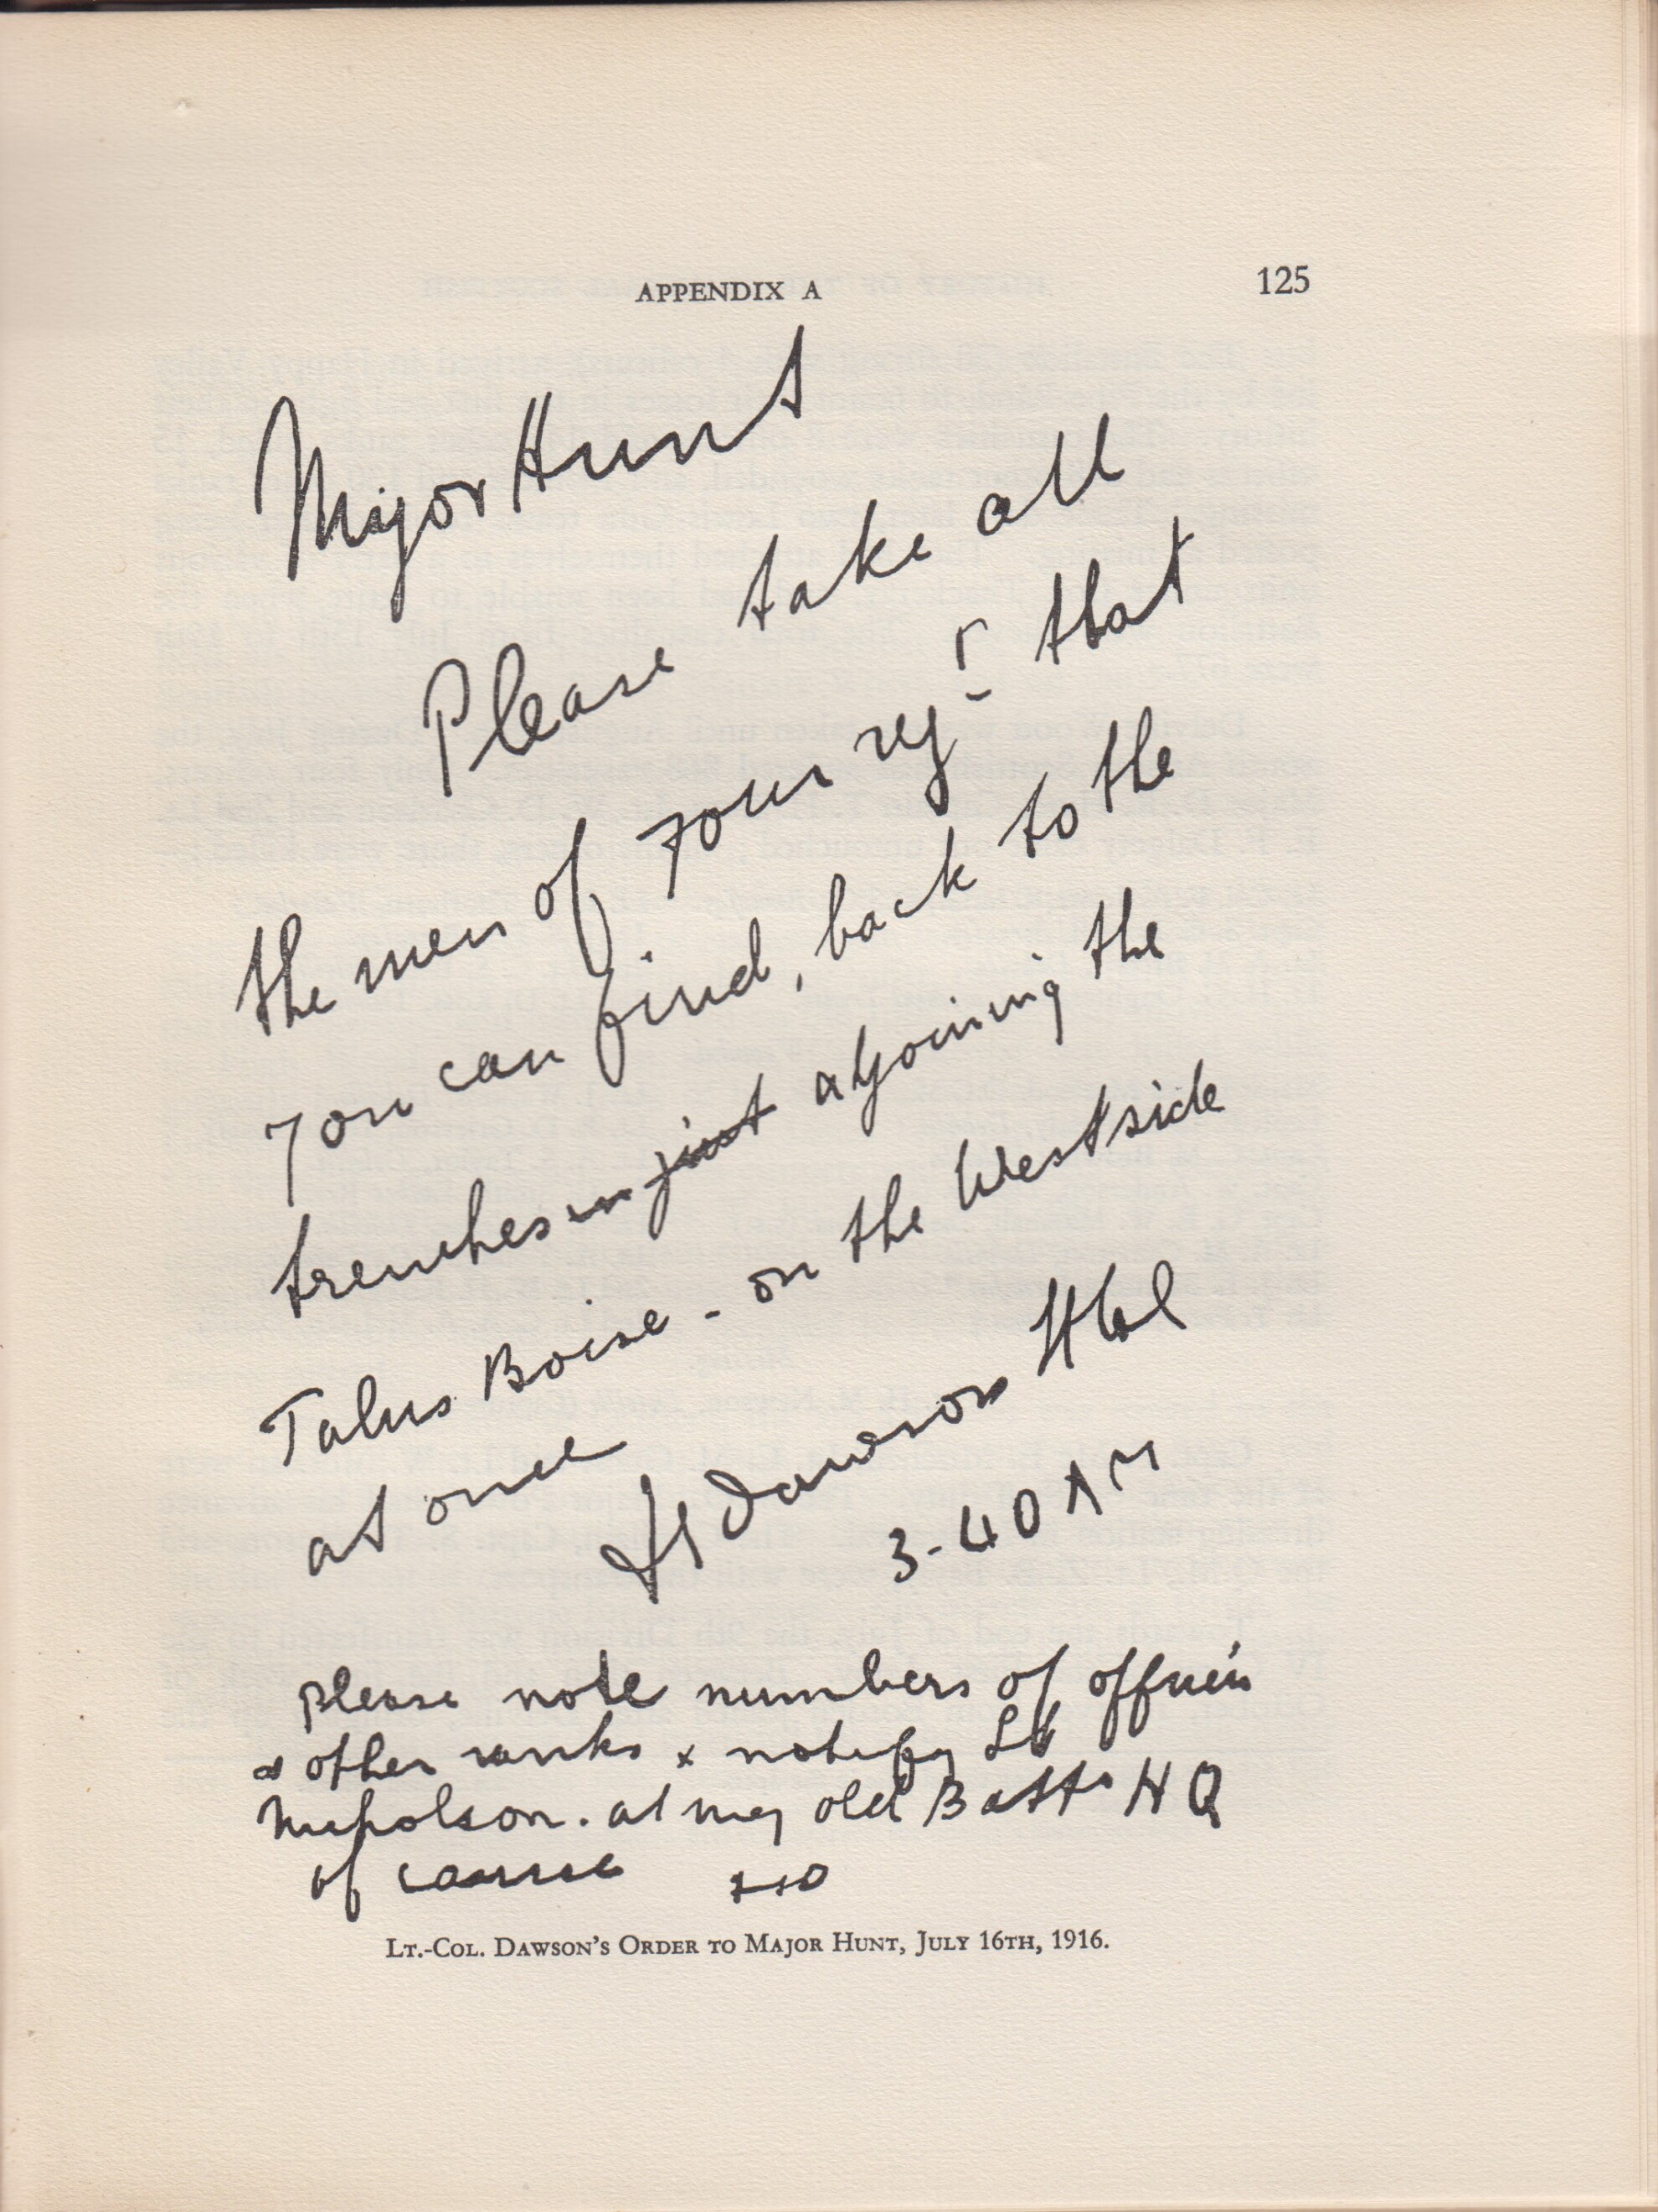 APPENDIX A 125
Major Hunt
Please take all
the men of your regt that
you can find, back to the
trenches in just adjoining the
Talus Boise - on the West side
at once
Dawson Lt Col
3-40 AM
please note numbers of officers
& other ranks & notify Lt
Nicholson. at my old Battn HQ
of course
LT.-COL. DAWSON'S ORDER TO MAJOR HUNT, JULY 16TH, 1916.